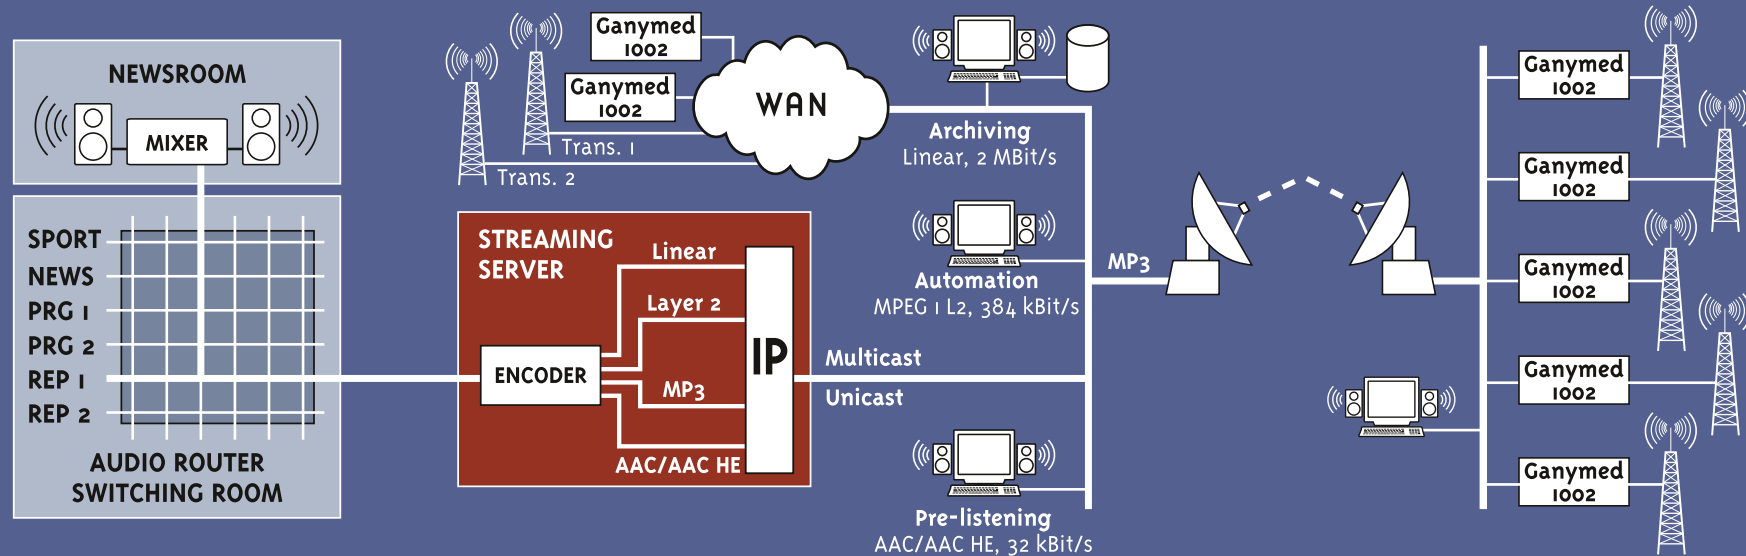 NEWSROOM
MIXER
SPORT
NEWS
PRG 1
PRG 2
REP 1
REP 2
AUDIO ROUTER
SWITCHING ROOM
Ganymed
1002
Ganymed
1002
WAN
Trans. 1
Trans. 2
STREAMING
SERVER
Linear
Layer 2
ENCODER
MP3
AAC/AAC HE
IP
Multicast
Unicast
Archiving
Linear, 2 MBit/s
Automation
MPEG 1 L2, 384 kBit/s
Pre-listening
AAC/AAC HE, 32 kBit/s
MP3
Ganymed
1002
Ganymed
1002
Ganymed
1002
Ganymed
1002
Ganymed
1002